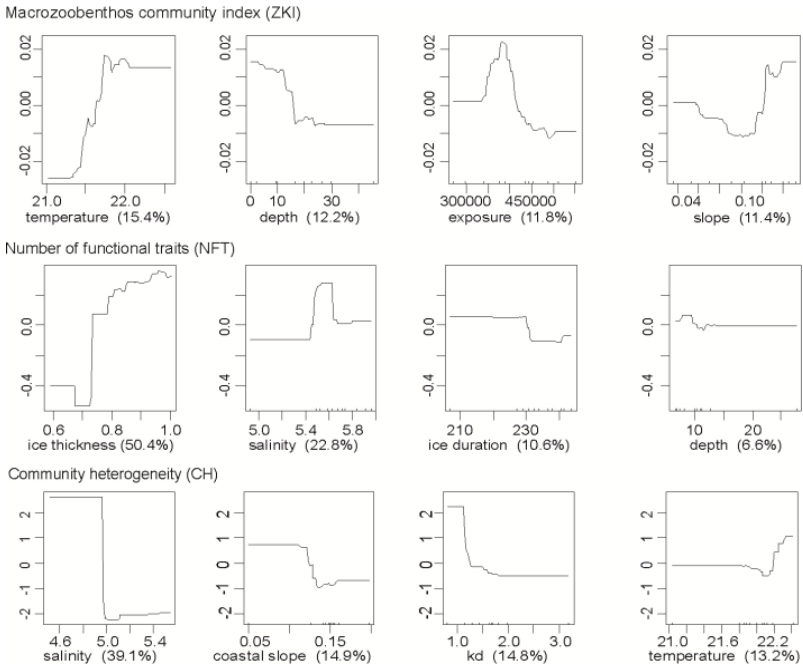 Macrozoobenthos community index (ZKI)
0.02
0.00
-0.02
21.0 22.0
temperature (15.4%)
0.02
0.00
-0.02
0 10 30
depth (12.2%)
0.02
0.00
-0.02
300000 450000
exposure (11.8%)
0.02
0.00
-0.02
0.04 0.10
slope (11.4%)
Number of functional traits (NFT)
0.0
-0.4
0.6 0.8 1.0
ice thickness (50.4%)
0.0
-0.4
5.0 5.4 5.8
salinity (22.8%)
0.0
-0.4
210 230
ice duration (10.6%)
0.0
-0.4
10 20
depth (6.6%)
Community heterogeneity (CH)
2
1
0
-1
-2
4.6 5.0 5.4
salinity (39.1%)
2
1
0
-1
-2
0.05 0.15
coastal slope (14.9%)
2
1
0
-1
-2
1.0 2.0 3.0
kd (14.8%)
2
1
0
-1
-2
21.0 21.6 22.2
temperature (13.2%)